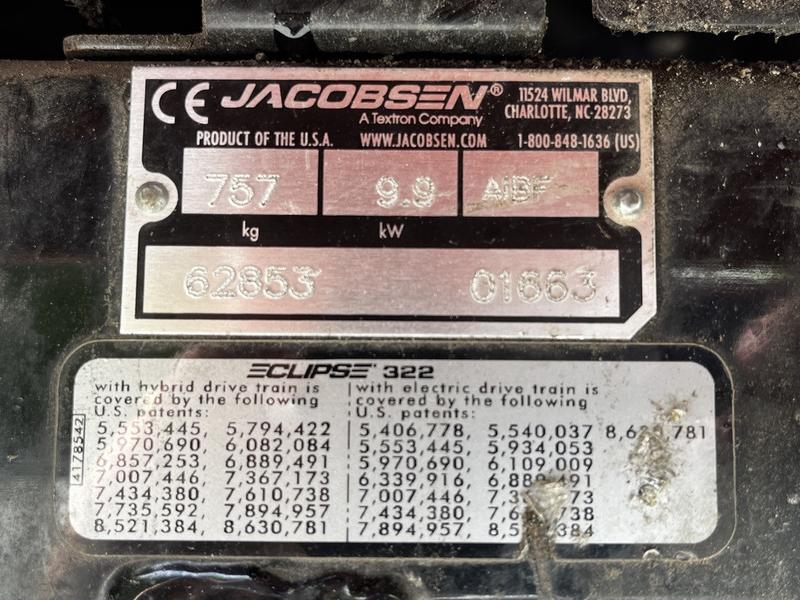 CE JACOBSEN® 11524 WILMAR BLVD,
A Textron Company CHARLOTTE, NC 28273
PRODUCT OF THE U.S.A. WWW.JACOBSEN.COM 1-800-848-1636 (US)
757 9.9 AIBF
kg kW
62853 01663
ECLIPSE 322
with hybrid drive train is
covered by the following
U.S. patents:
5,553,445, 5,794,422
5,970,690 6,082,084
6,857,253, 6,889,491
7,007,446, 7,367,173
7,434,380, 7,610,738
7,735,592, 7,894,957
8,521,384, 8,630,781
with electric drive train is
covered by the following
U.S. patents:
5,406,778, 5,540,037
5,553,445, 5,934,053
5,970,690, 6,109,009
6,339,916,
7,007,446,
7,434,380,
7,894,957,
4178542